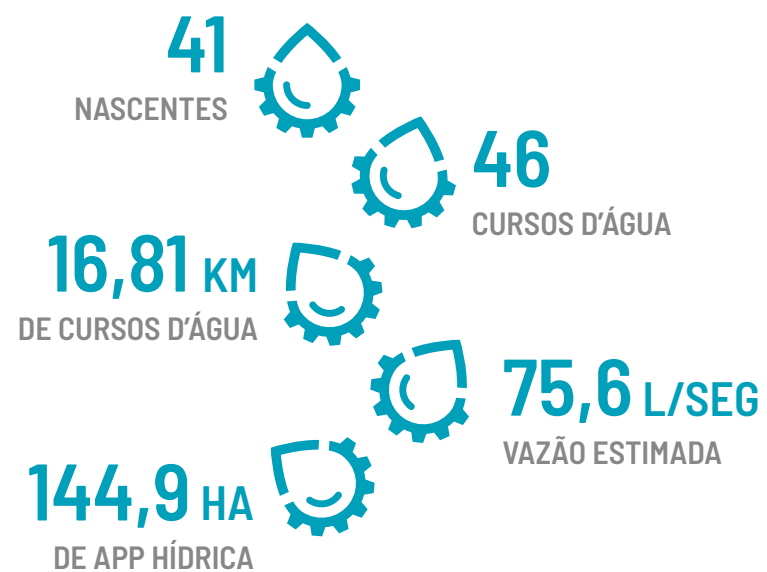 41
NASCENTES
46
CURSOS D’ÁGUA
16,81 KM
DE CURSOS D’ÁGUA
75,6 L/SEG
VAZÃO ESTIMADA
144,9 HA
DE APP HÍDRICA